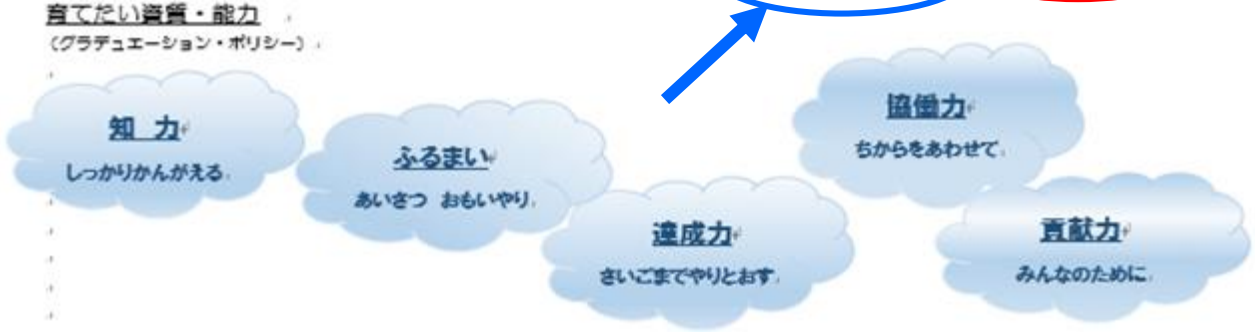 育てたい資質・能力
(グラデュエーション・ポリシー)
知 力
しっかりかんがえる
ふるまい
あいさつ おもいやり
達成力
さいごまでやりとおす
協働力
ちからをあわせて
貢献力
みんなのために